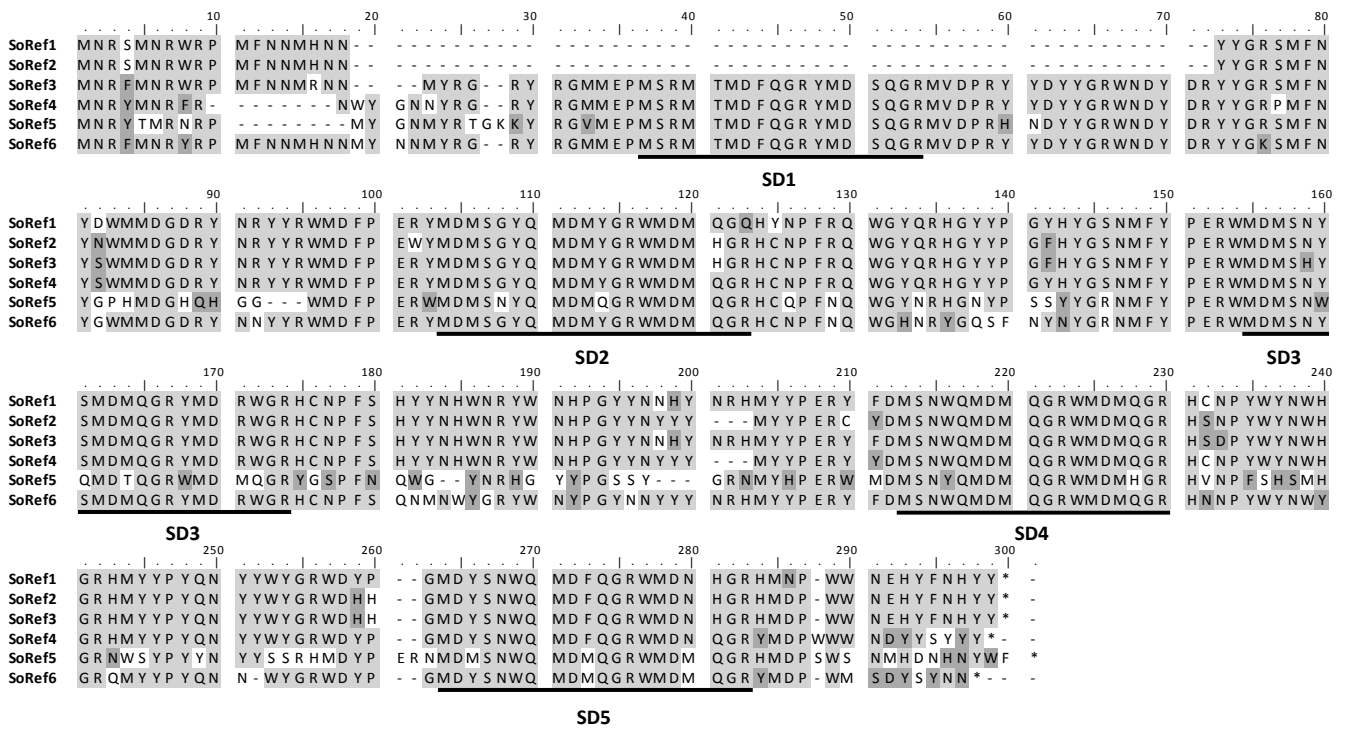 10 20 30 40 50 60 70 80
SoRef1 MNRSMNRWRP MFNNMHNN-- ---------- ---------- ---------- ---------- ---------- --YYGRSMFN
SoRef2 MNRSMNRWRP MFNNMHNN-- ---------- ---------- ---------- ---------- ---------- --YYGRSMFN
SoRef3 MNRFMNRWRP MFNNMRNN-- --MYRG--RY RGMMEPMSRM TMDFQGRYMD SQGRMVDPRY YDYYGRWNDY DRYYGRSMFN
SoRef4 MNRYMNRFR- -------NWY GNNYRG--RY RGMMEPMSRM TMDFQGRYMD SQGRMVDPRY YDYYGRWNDY DRYYGRPMFN
SoRef5 MNRYTMRNRP --------MY GNMYRTGKKY RGVMEPMSRM TMDFQGRYMD SQGRMVDPRH NDYYGRWNDY DRYYGRSMFN
SoRef6 MNRFMNRYRP MFNNMHNNMY NNMYRG--RY RGMMEPMSRM TMDFQGRYMD SQGRMVDPRY YDYYGRWNDY DRYYGKSMFN
SD1
90 100 110 120 130 140 150 160
SoRef1 YDWMMDGDRY NRYYRWMDFP ERYMDMSGYQ MDMYGRWMDM QGQHYNPFRQ WGYQRHGYYP GYHYGSNMFY PERWMDMSNY
SoRef2 YNWMMDGDRY NRYYRWMDFP EWYMDMSGYQ MDMYGRWMDM HGRHCNPFRQ WGYQRHGYYP GFHYGSNMFY PERWMDMSNY
SoRef3 YSWMMDGDRY NRYYRWMDFP ERYMDMSGYQ MDMYGRWMDM HGRHCNPFRQ WGYQRHGYYP GFHYGSNMFY PERWMDMSHY
SoRef4 YSWMMDGDRY NRYYRWMDFP ERYMDMSGYQ MDMYGRWMDM QGRHCNPFRQ WGYQRHGYYP GYHYGSNMFY PERWMDMSNY
SoRef5 YGPHMDGHQH GG---WMDFP ERWMDMSNYQ MDMQGRWMDM QGRHCQPFNQ WGYNRHGNYP SSYYGRNMFY PERWMDMSNW
SoRef6 YGWMMDGDRY NNYYRWMDFP ERYMDMSGYQ MDMYGRWMDM QGRHCNPFNQ WGHNRYGQSF NYNYGRNMFY PERWMDMSNY
SD2 SD3
170 180 190 200 210 220 230 240
SoRef1 SMDMQGRYMD RWGRHCNPFS HYYNHWNRYW NHPGYYNNHY NRHMYYPERY FDMSNWQMDM QGRWMDMQGR HCNPYWYNWH
SoRef2 SMDMQGRYMD RWGRHCNPFS HYYNHWNRYW NHPGYYNYYY ---MYYPERC YDMSNWQMDM QGRWMDMQGR HSNPYWYNWH
SoRef3 SMDMQGRYMD RWGRHCNPFS HYYNHWNRYW NHPGYYNNHY NRHMYYPERY FDMSNWQMDM QGRWMDMQGR HSDPYWYNWH
SoRef4 SMDMQGRYMD RWGRHCNPFS HYYNHWNRYW NHPGYYNYYY ---MYYPERY YDMSNWQMDM QGRWMDMQGR HCNPYWYNWH
SoRef5 QMDTQGRWMD MQGRYGSPFN QWG--YNRHG YYPGSSY--- GRNMYHPERW MDMSNYQMDM QGRWMDMHGR HVNPFSHSMH
SoRef6 SMDMQGRYMD RWGRHCNPFS QNMNWYGRYW NYPGYNNYYY NRHMYYPERY FDMSNWQMDM QGRWMDMQGR HNNPYWYNWY
SD3 SD4
250 260 270 280 290 300
SoRef1 GRHMYYPYQN YYWYGRWDYP --GMDYSNWQ MDFQGRWMDN HGRHMNP-WW NEHYFNHYY* -
SoRef2 GRHMYYPYQN YYWYGRWDHH --GMDYSNWQ MDFQGRWMDN HGRHMDP-WW NEHYFNHYY* -
SoRef3 GRHMYYPYQN YYWYGRWDHH --GMDYSNWQ MDFQGRWMDN HGRHMDP-WW NEHYFNHYY* -
SoRef4 GRHMYYPYQN YYWYGRWDYP --GMDYSNWQ MDFQGRWMDN QGRYMDPWWW NDYYSYYY*- -
SoRef5 GRNWSYPYYN YYSSRHMDYP ERNMDMSNWQ MDMQGRWMDM QGRHMDPSWS NMHDNHNYWF *
SoRef6 GRQMYYPYQN N-WYGRWDYP --GMDYSNWQ MDMQGRWMDN QGRYMDP-WM SDYSYNN*-- -
SD5